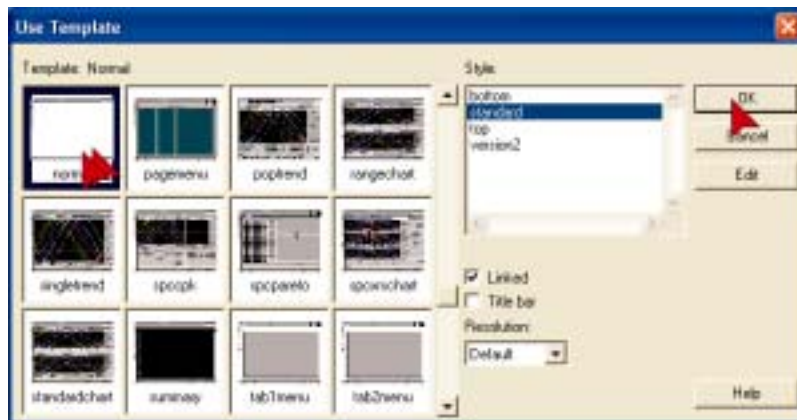 Use Template
Template: Normal
Style:
pagemenu
poptrend
rangechart
singletrend
spccpk
spcpareto
spcxrschart
standardchart
summary
tab1menu
tab2menu
bottom
standard
top
version2
Linked
Title bar
Resolution:
Default
OK
Cancel
Edit
Help